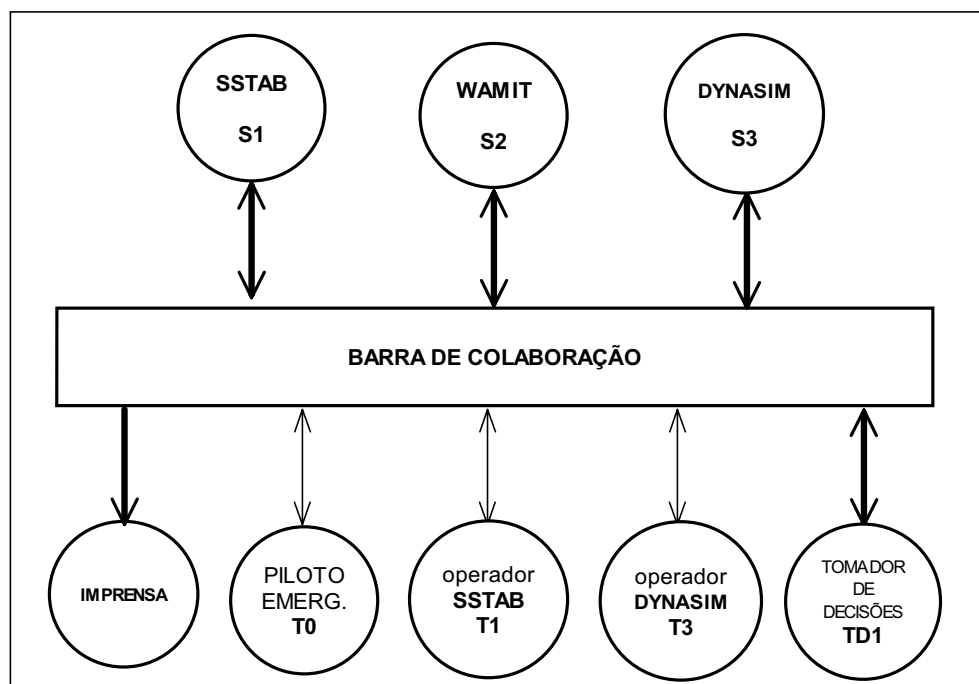 SSTAB
S1
WAMIT
S2
DYNASIM
S3
BARRA DE COLABORAÇÃO
IMPRENSA
PILOTO
EMERG.
T0
operador
SSTAB
T1
operador
DYNASIM
T3
TOMADOR
DE
DECISÕES
TD1